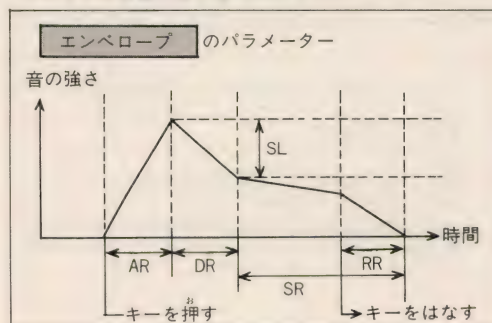 エンベロープ のパラメーター
音の強さ
SL
時間
AR DR RR
SR
キーを押す キーをはなす
お